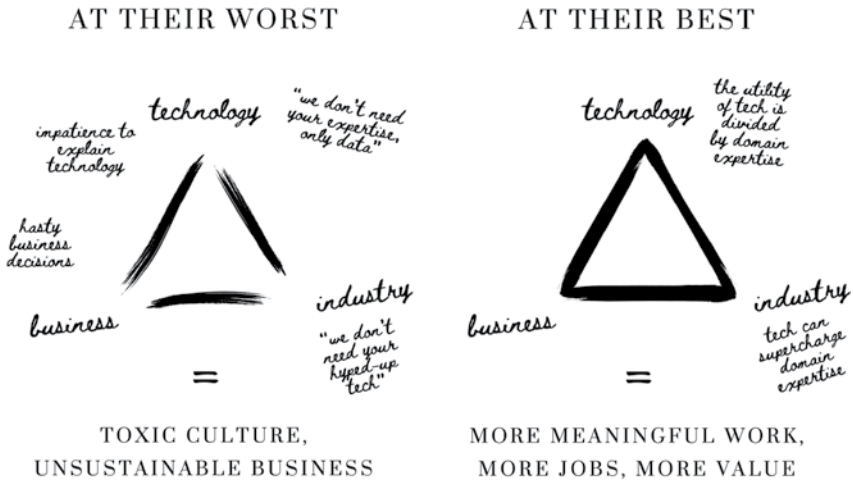 AT THEIR WORST
technology
"we don't need
your expertise,
only data"
impatience to
explain
technology
hasty
business
decisions
business
industry
"we don't
need your
hyped-up
tech"
=
TOXIC CULTURE,
UNSUSTAINABLE BUSINESS
AT THEIR BEST
technology
the utility
of tech is
divided
by domain
expertise
business
industry
tech can
supercharge
domain
expertise
=
MORE MEANINGFUL WORK,
MORE JOBS, MORE VALUE